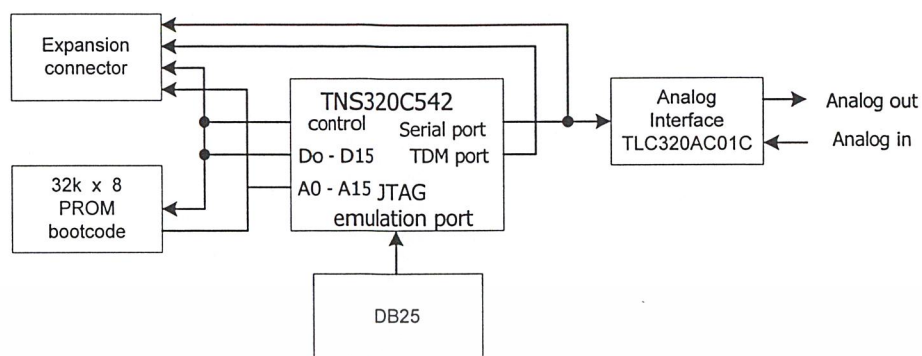 Expansion
connector
TNS320C542
control
Serial port
Do - D15
TDM port
A0 - A15 JTAG
emulation port
Analog
Interface
TLC320AC01C
Analog out
Analog in
32k x 8
PROM
bootcode
DB25